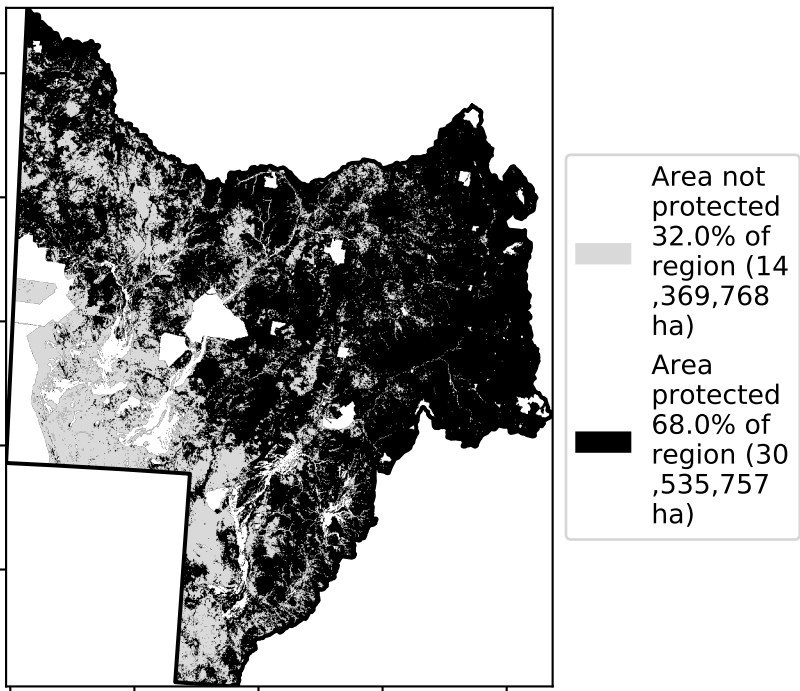 Area not
protected
32.0% of
region (14
,369,768
ha)
Area
protected
68.0% of
region (30
,535,757
ha)